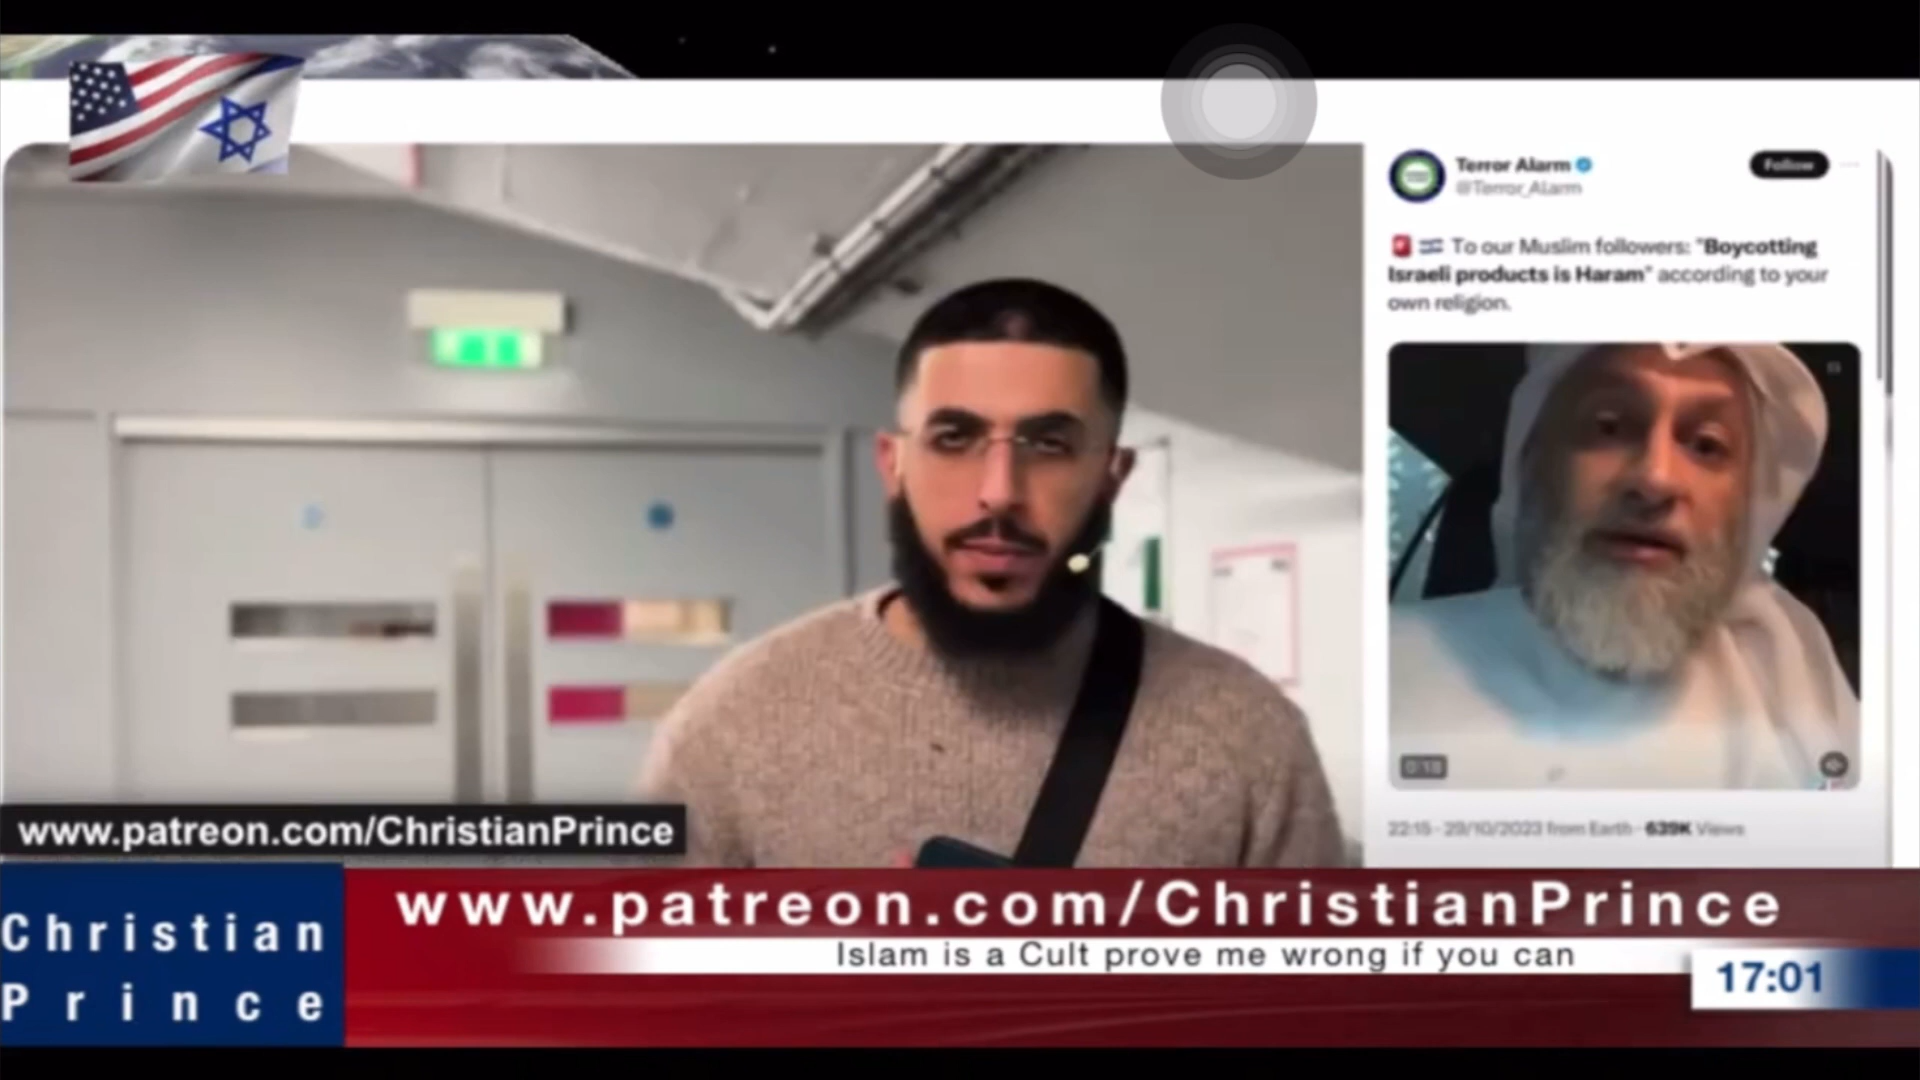 Terror Alarm
@Terror_Alarm
Follow
To our Muslim followers: "Boycotting
Israeli products is Haram" according to your
own religion.
0:18
22:15 · 29/10/2023 from Earth · 639K Views
www.patreon.com/ChristianPrince
Christian
Prince
www.patreon.com/ChristianPrince
Islam is a Cult prove me wrong if you can
17:01